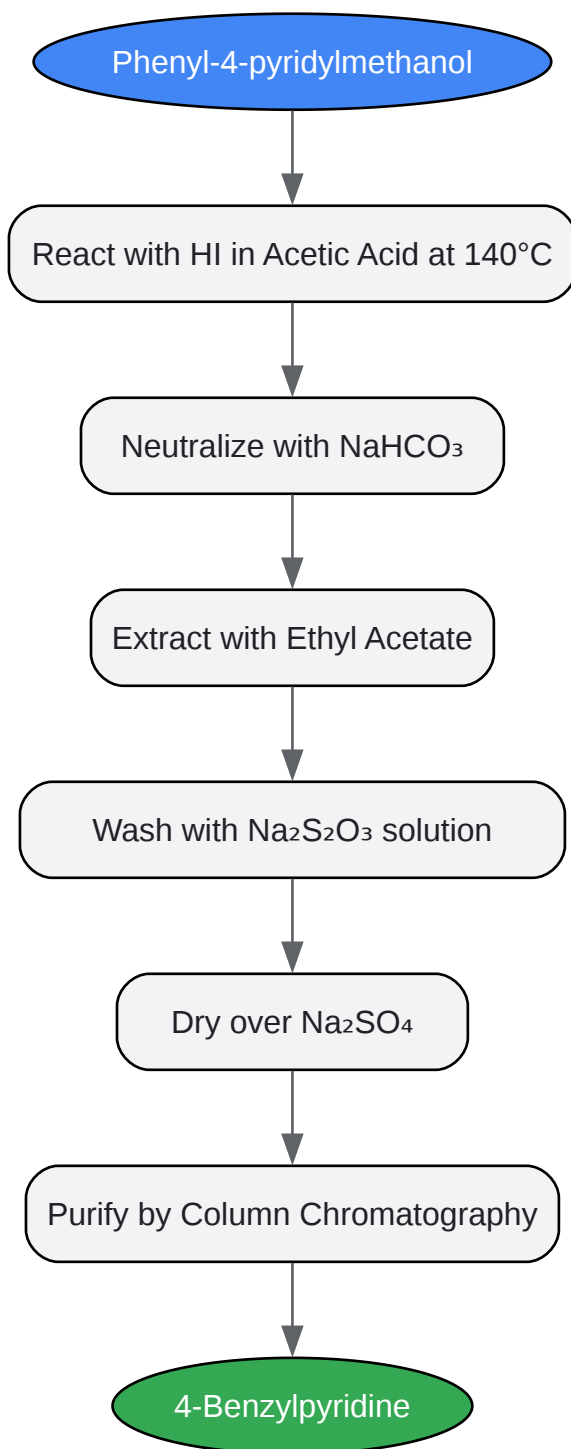 Phenyl-4-pyridylmethanol
React with HI in Acetic Acid at 140°C
Neutralize with NaHCO₃
Extract with Ethyl Acetate
Wash with Na₂S₂O₃ solution
Dry over Na₂SO₄
Purify by Column Chromatography
4-Benzylpyridine